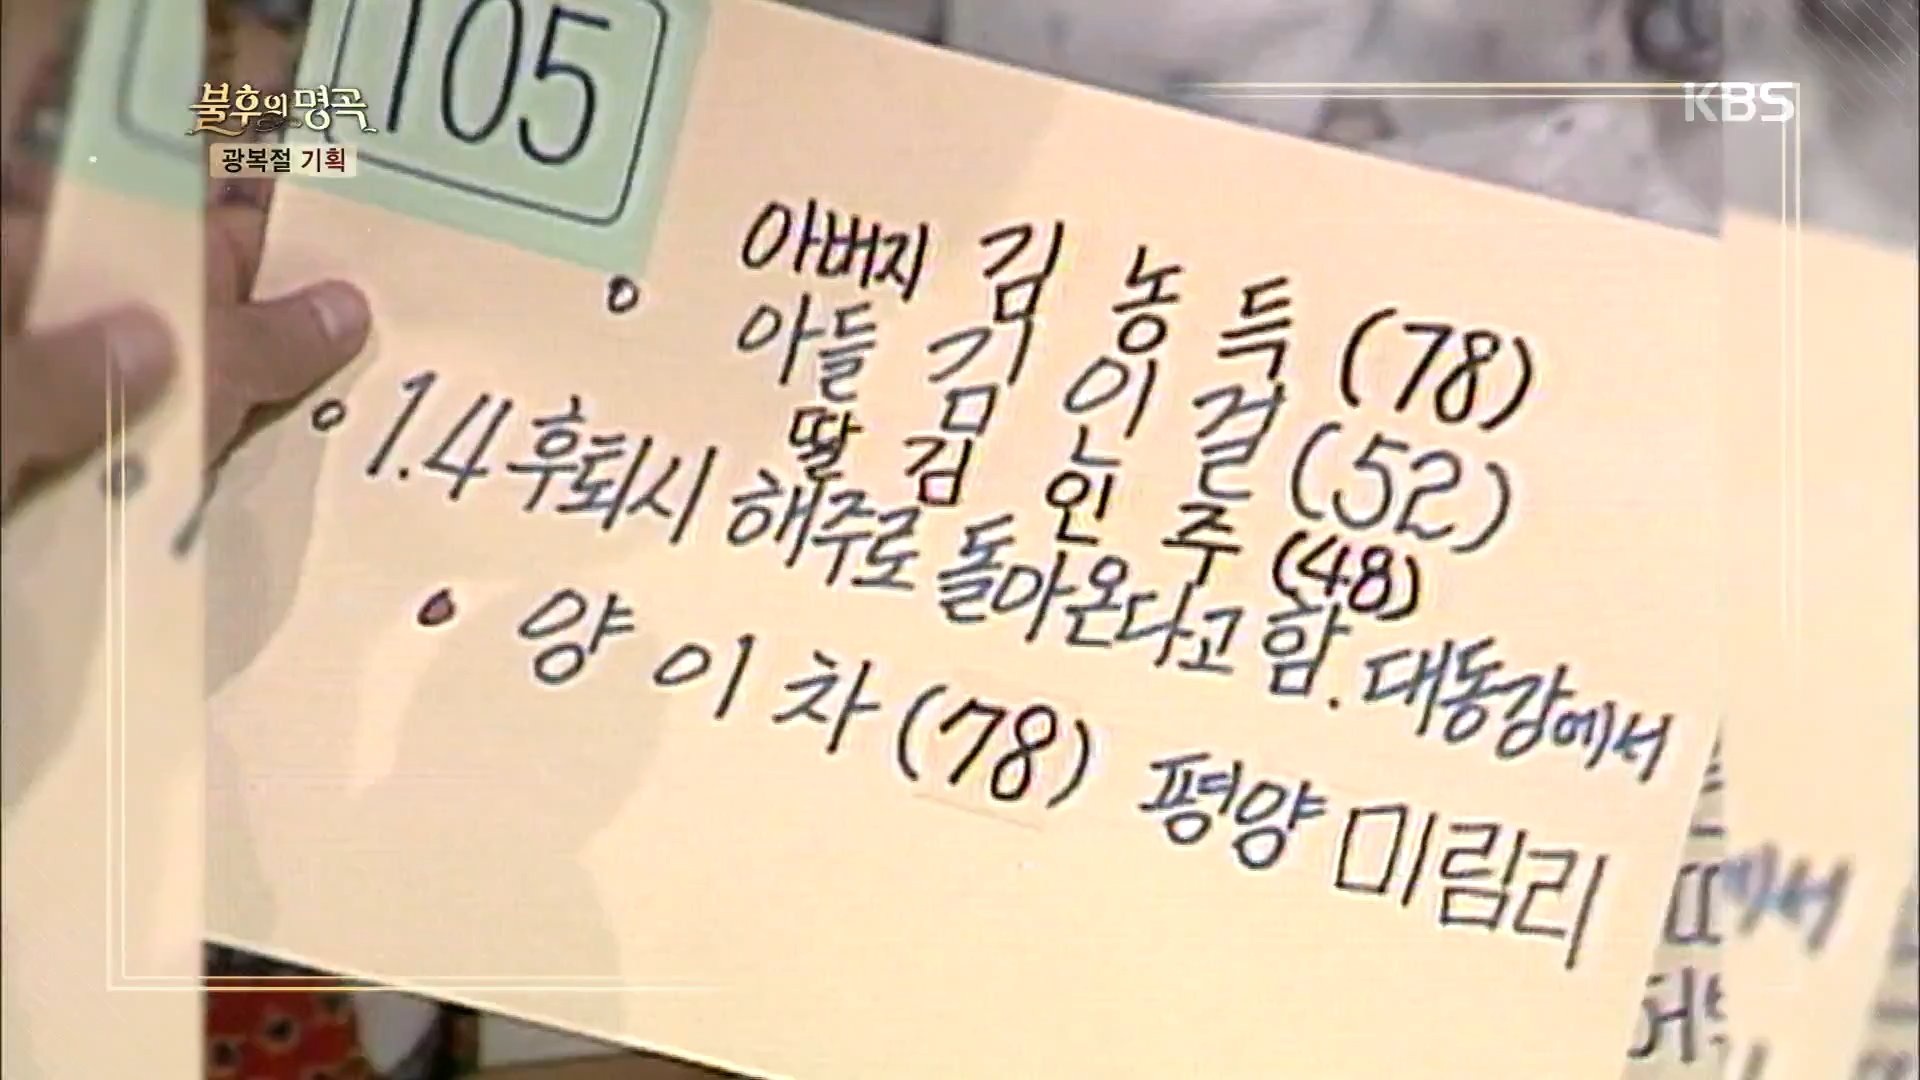 불후의 명곡
광복절 기획
KBS
105
아버지 김 농 득 (78)
아들 김 인 걸 (52)
딸 김 인 주 (48)
1.4 후퇴시 해주로 돌아온다고 함. 대동강에서
양 이 차 (78) 평양 미림리
에서